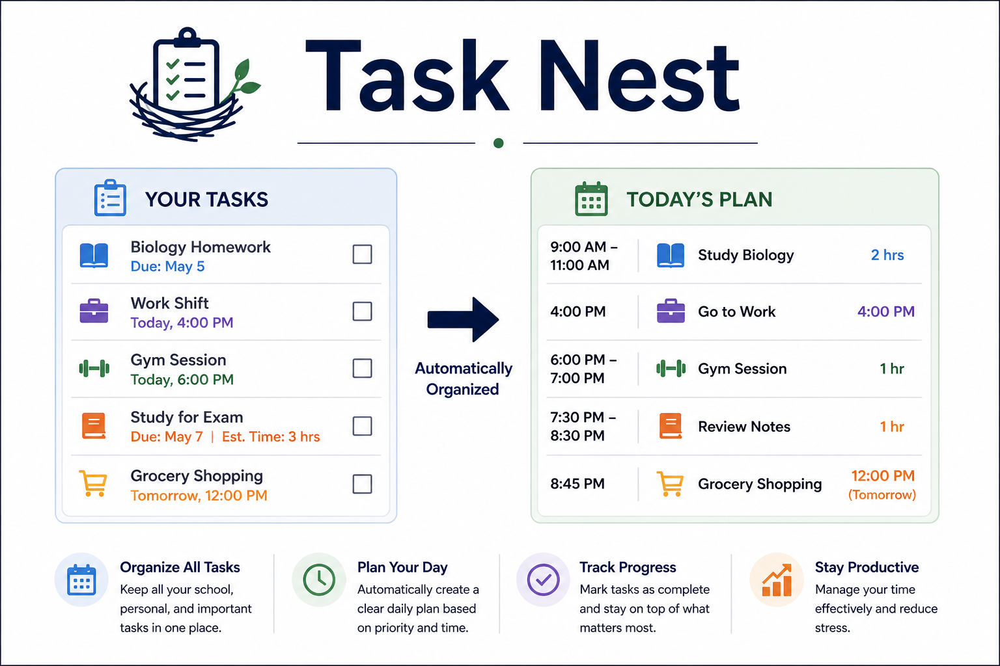 Task Nest
YOUR TASKS
Biology Homework
Due: May 5
Work Shift
Today, 4:00 PM
Gym Session
Today, 6:00 PM
Study for Exam
Due: May 7 | Est. Time: 3 hrs
Grocery Shopping
Tomorrow, 12:00 PM
Automatically
Organized
TODAY’S PLAN
9:00 AM –
11:00 AM
Study Biology
2 hrs
4:00 PM
Go to Work
4:00 PM
6:00 PM –
7:00 PM
Gym Session
1 hr
7:30 PM –
8:30 PM
Review Notes
1 hr
8:45 PM
Grocery Shopping
12:00 PM
(Tomorrow)
Organize All Tasks
Keep all your school,
personal, and important
tasks in one place.
Plan Your Day
Automatically create a
clear daily plan based
on priority and time.
Track Progress
Mark tasks as complete
and stay on top of what
matters most.
Stay Productive
Manage your time
effectively and reduce
stress.